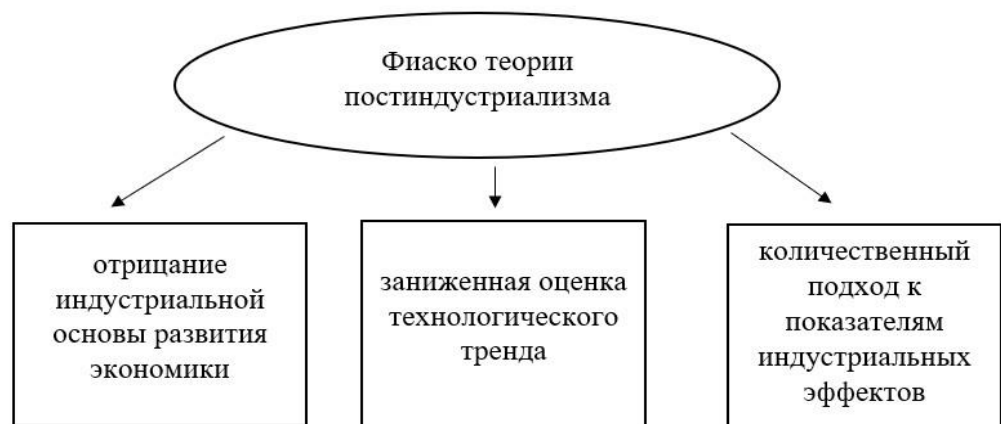 Фиаско теории
постиндустриализма
отрицание
индустриальной
основы развития
экономики
заниженная оценка
технологического
тренда
количественный
подход к
показателям
индустриальных
эффектов